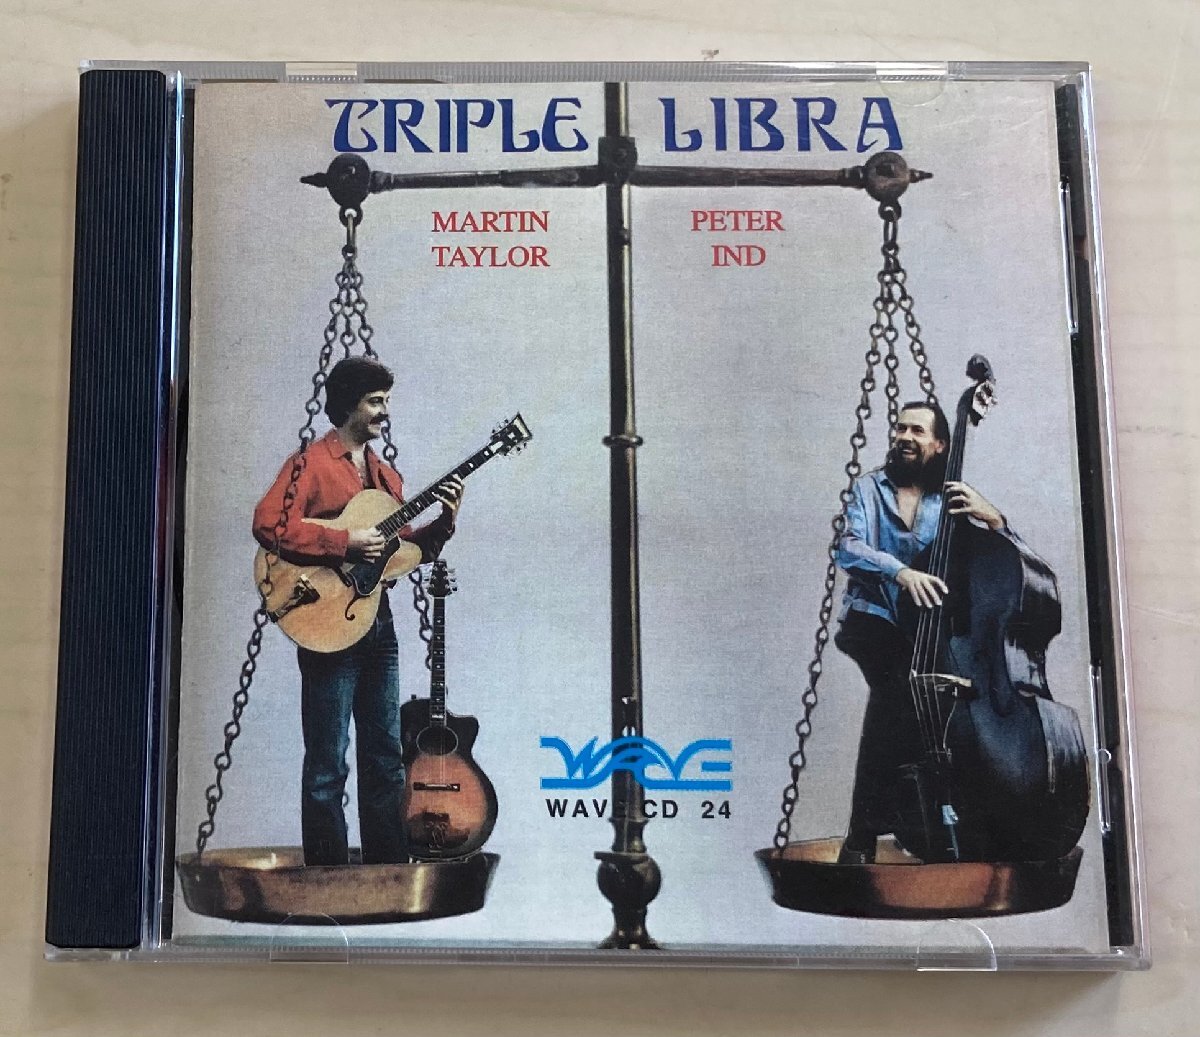 TRIPLE LIBRA
MARTIN
TAYLOR
PETER
IND
WAVE
WAVE CD 24